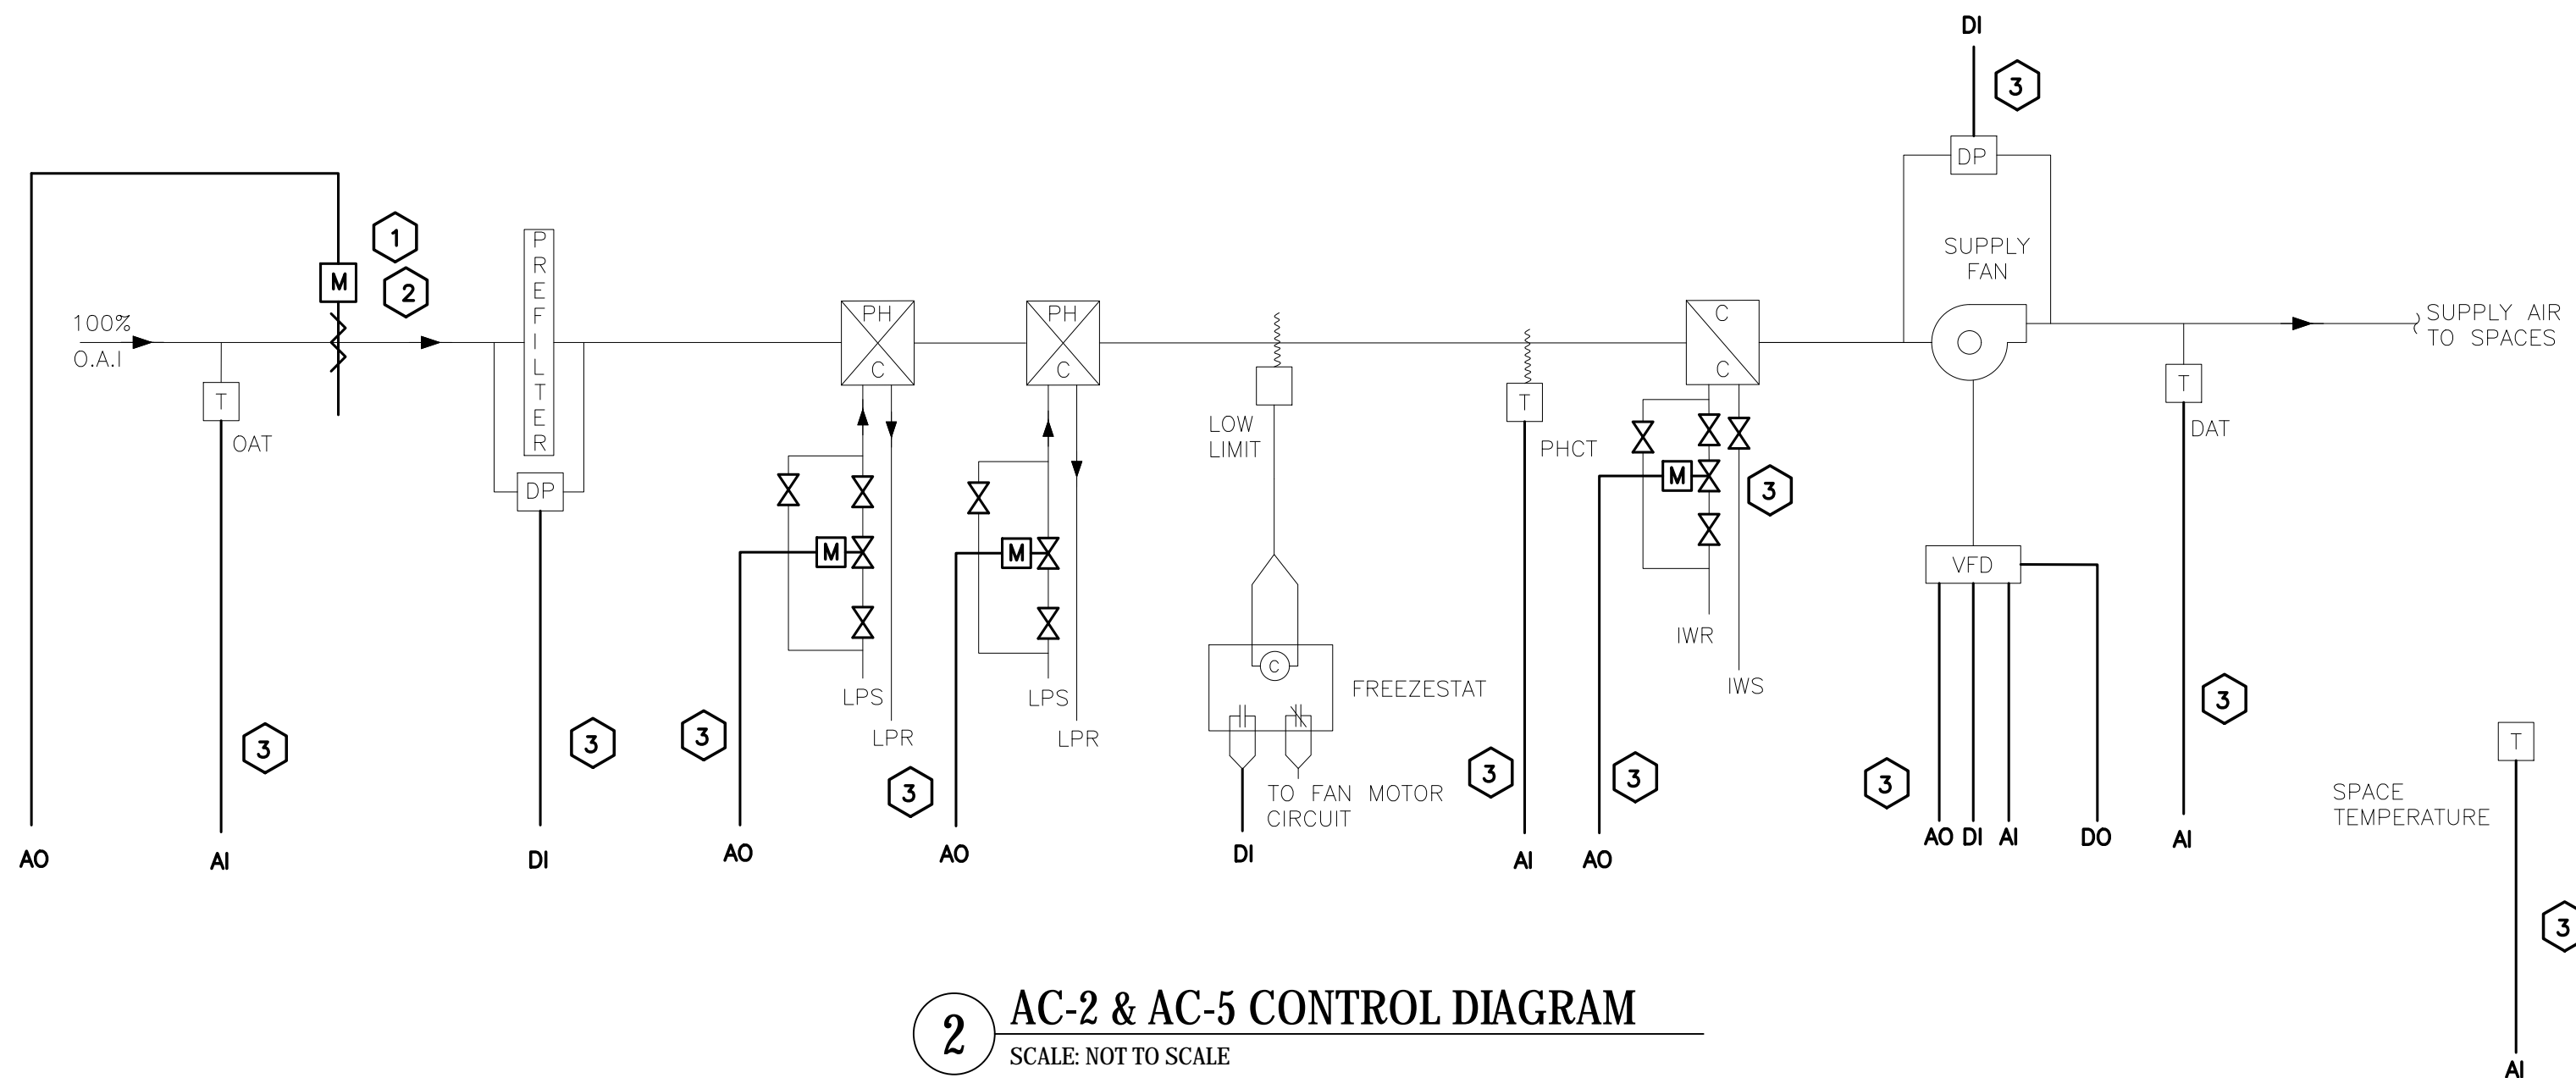 DI
3
DP
SUPPLY
FAN
1
M
2
PREFILTER
100%
O.A.I
PH
C
PH
C
C
C
SUPPLY AIR
TO SPACES
T
OAT
DP
LOW
LIMIT
T
PHCT
T
DAT
M
M
M
3
VFD
C
FREEZESTAT
LPS
LPR
LPS
LPR
IWR
IWS
TO FAN MOTOR
CIRCUIT
3
3
3
3
3
3
3
3
T
SPACE
TEMPERATURE
AO
AI
DI
AO
AO
DI
AI
AO
AO DI AI
DO
AI
3
AI
2
AC-2 & AC-5 CONTROL DIAGRAM
SCALE: NOT TO SCALE